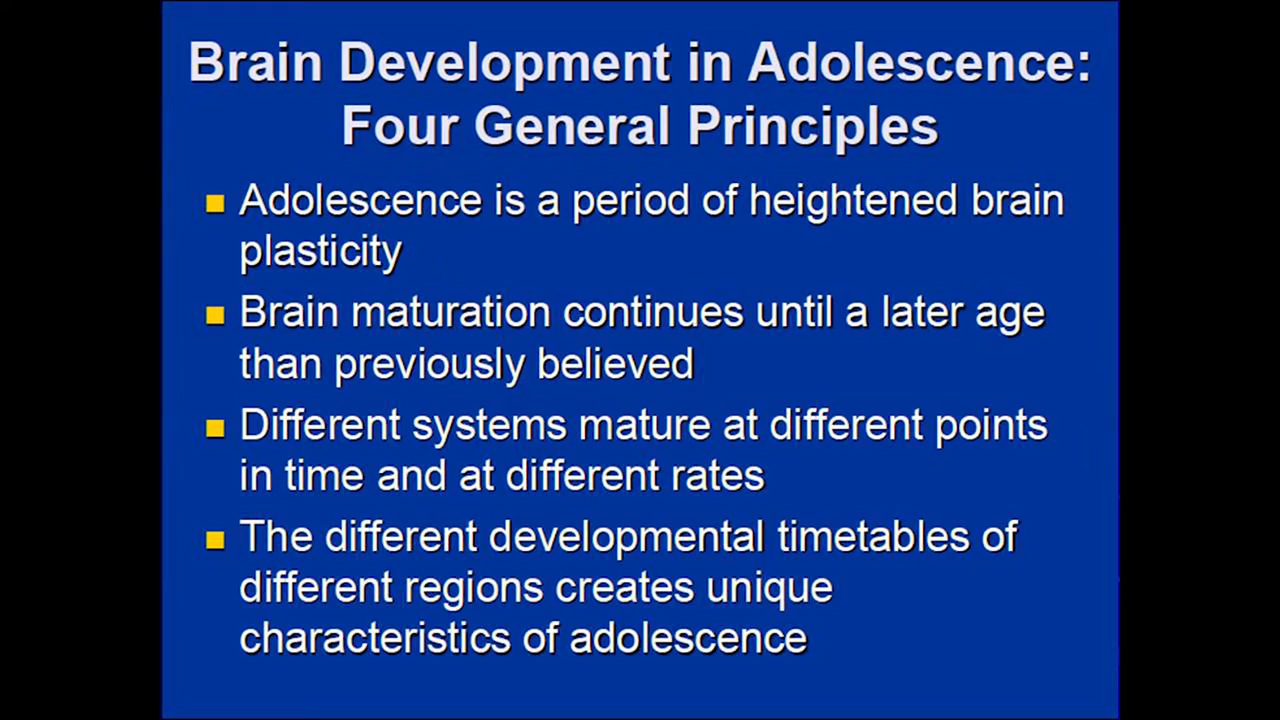 Brain Development in Adolescence:
Four General Principles
Adolescence is a period of heightened brain
plasticity
Brain maturation continues until a later age
than previously believed
Different systems mature at different points
in time and at different rates
The different developmental timetables of
different regions creates unique
characteristics of adolescence